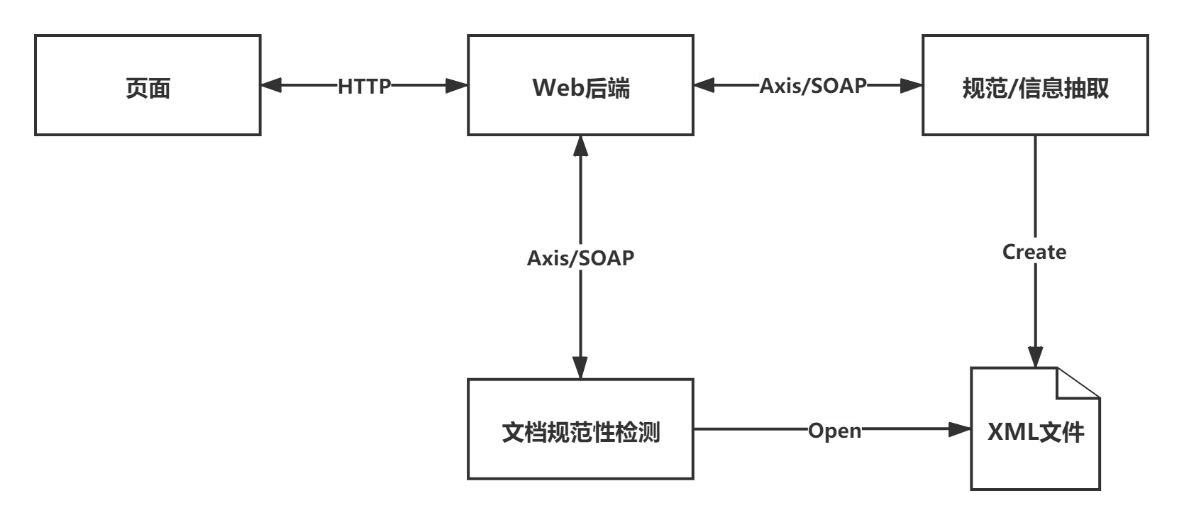 页面
HTTP
Web后端
Axis/SOAP
规范/信息抽取
Axis/SOAP
Create
文档规范性检测
Open
XML文件